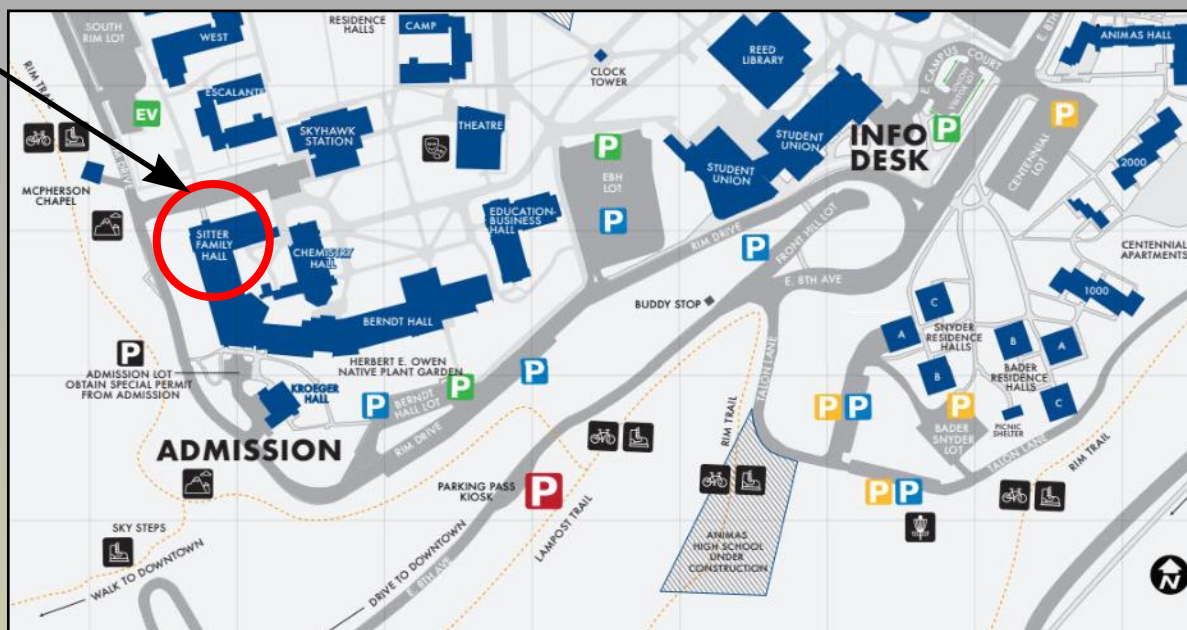 SOUTH
RIM LOT
WEST
RESIDENCE
HALLS
CAMP
CLOCK
TOWER
REED
LIBRARY
E. CAMPUS
COURT
UNION
VISITOR LOT
E. 8TH
ANIMAS HALL
RIM TRAIL
EV
ESCALANTE
SKYHAWK
STATION
THEATRE
P
EBH
LOT
P
STUDENT
UNION
STUDENT
UNION
INFO
DESK
P
P
CENTENNIAL
LOT
2000
MCPHERSON
CHAPEL
DRIVE
SITTER
FAMILY
HALL
CHEMISTRY
HALL
EDUCATION-
BUSINESS
HALL
RIM DRIVE
P
FRONT HILL LOT
E. 8TH AVE
CENTENNIAL
APARTMENTS
1000
BUDDY STOP
BERNDT HALL
P
ADMISSION LOT
OBTAIN SPECIAL PERMIT
FROM ADMISSION
HERBERT E. OWEN
NATIVE PLANT GARDEN
KROEGER
HALL
P
P
P
BERNDT
HALL LOT
RIM DRIVE
ADMISSION
TALON LANE
RIM TRAIL
C
A
B
SNYDER
RESIDENCE
HALLS
B
A
C
BADER
RESIDENCE
HALLS
PICNIC
SHELTER
P
P
P
BADER
SNYDER
LOT
TALON LANE
RIM TRAIL
PARKING PASS
KIOSK
P
LAMPOST TRAIL
P
P
SKY STEPS
WALK TO DOWNTOWN
DRIVE TO DOWNTOWN
E. 8TH AVE
ANIMAS
HIGH SCHOOL
UNDER
CONSTRUCTION
N